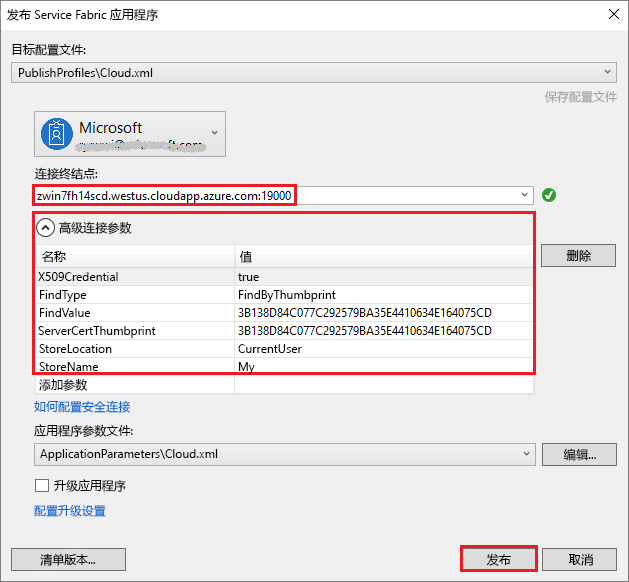 发布 Service Fabric 应用程序
目标配置文件:
PublishProfiles\Cloud.xml
保存配置文件
Microsoft
连接终结点:
zwin7fh14scd.westus.cloudapp.azure.com:19000
高级连接参数
名称 值
删除
X509Credential true
FindType FindByThumbprint
FindValue 3B138D84C077C292579BA35E4410634E164075CD
ServerCertThumbprint 3B138D84C077C292579BA35E4410634E164075CD
StoreLocation CurrentUser
StoreName My
添加参数
如何配置安全连接
应用程序参数文件:
ApplicationParameters\Cloud.xml 编辑...
升级应用程序
配置升级设置
清单版本... 发布 取消